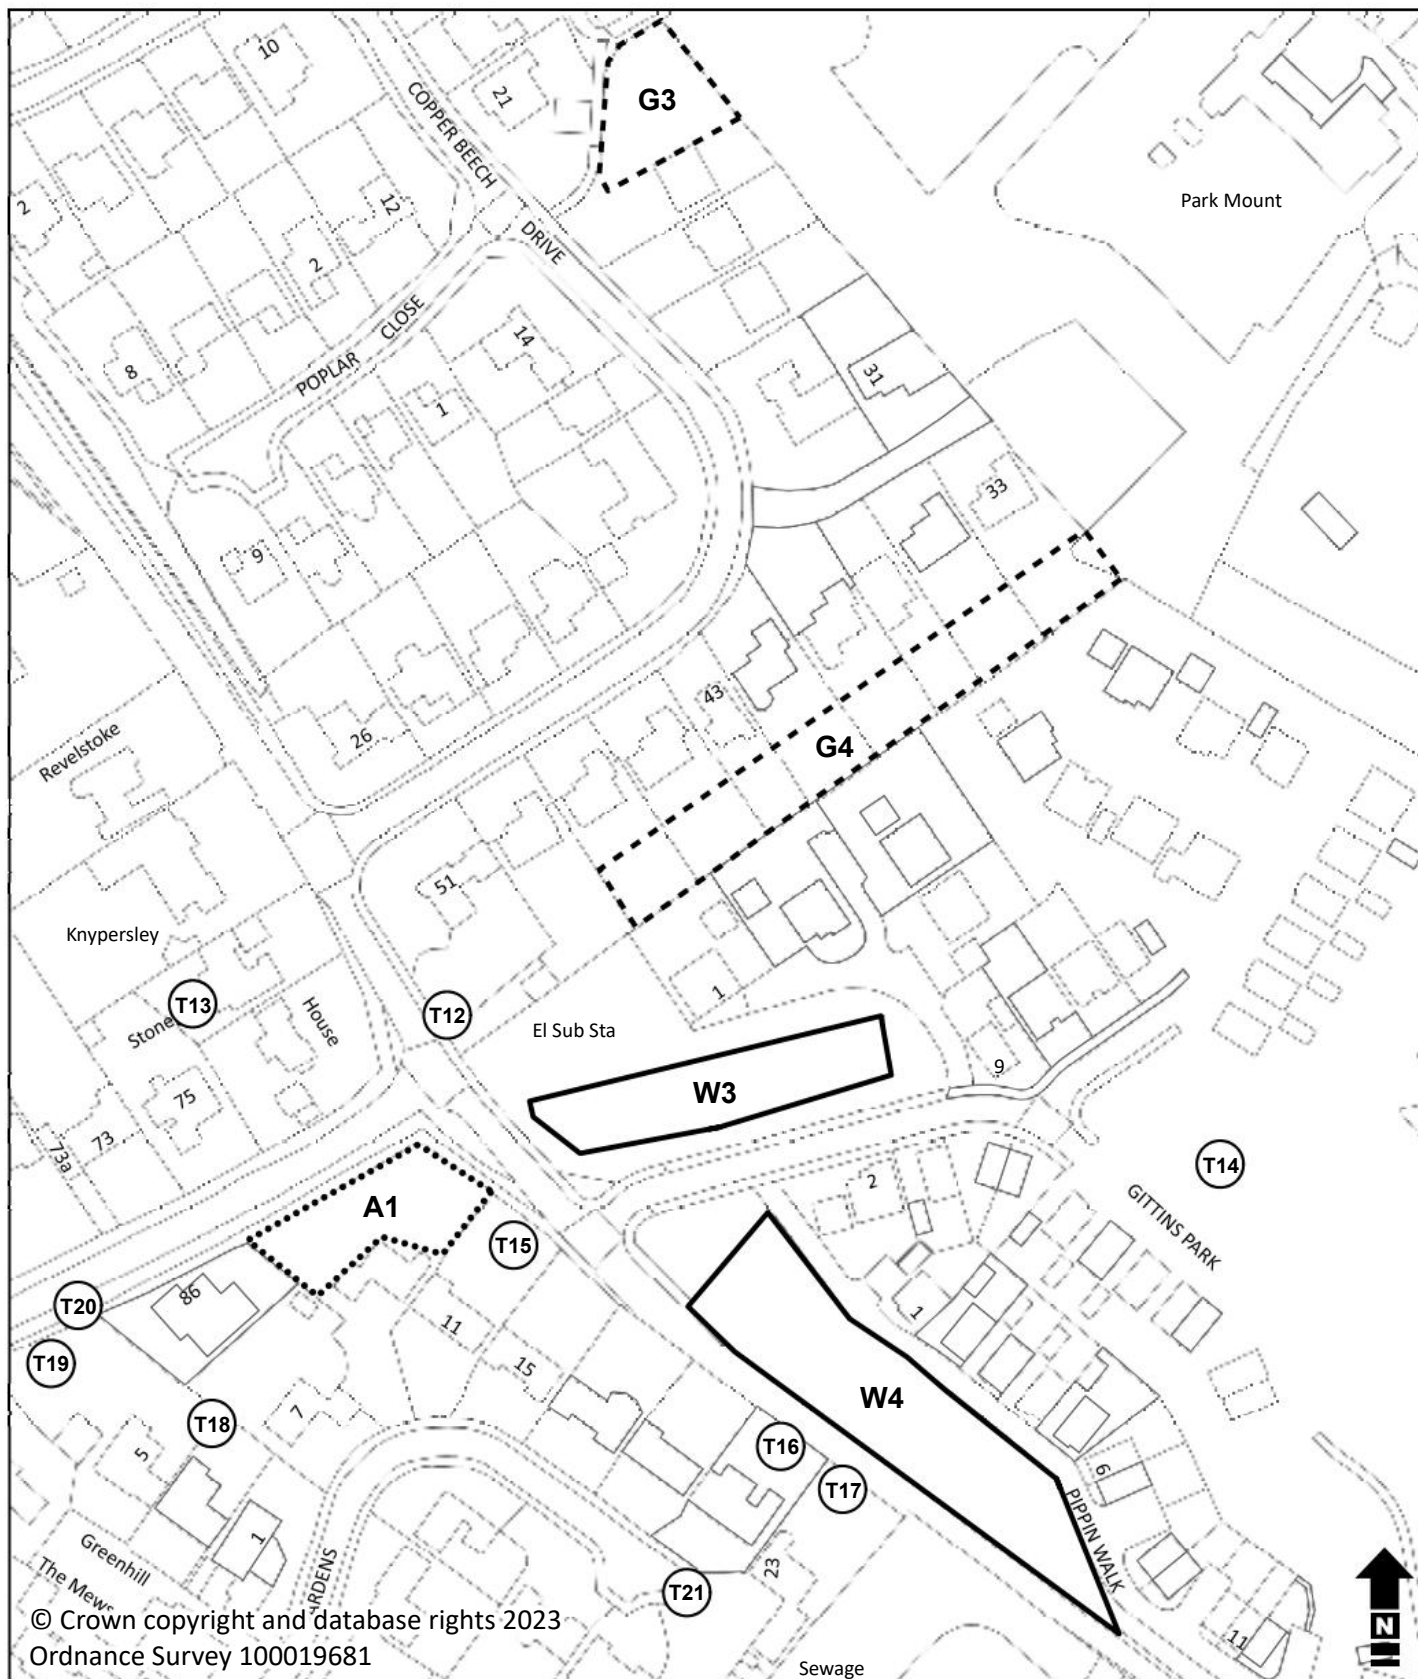 10
21
G3
COPPER BEECH
DRIVE
Park Mount
2
12
2
14
8
POPLAR
CLOSE
31
1
33
9
43
G4
26
Revelstoke
51
Knypersley
1
T13
T12
Stone
House
El Sub Sta
W3
9
75
73
73a
2
T14
A1
GITTINS PARK
T15
T20
86
11
1
T19
15
W4
T18
7
T16
5
6
T17
PIPPIN WALK
Greenhill
1
23
The Mews
ARDENS
T21
11
N
© Crown copyright and database rights 2023
Ordnance Survey 100019681
Sewage